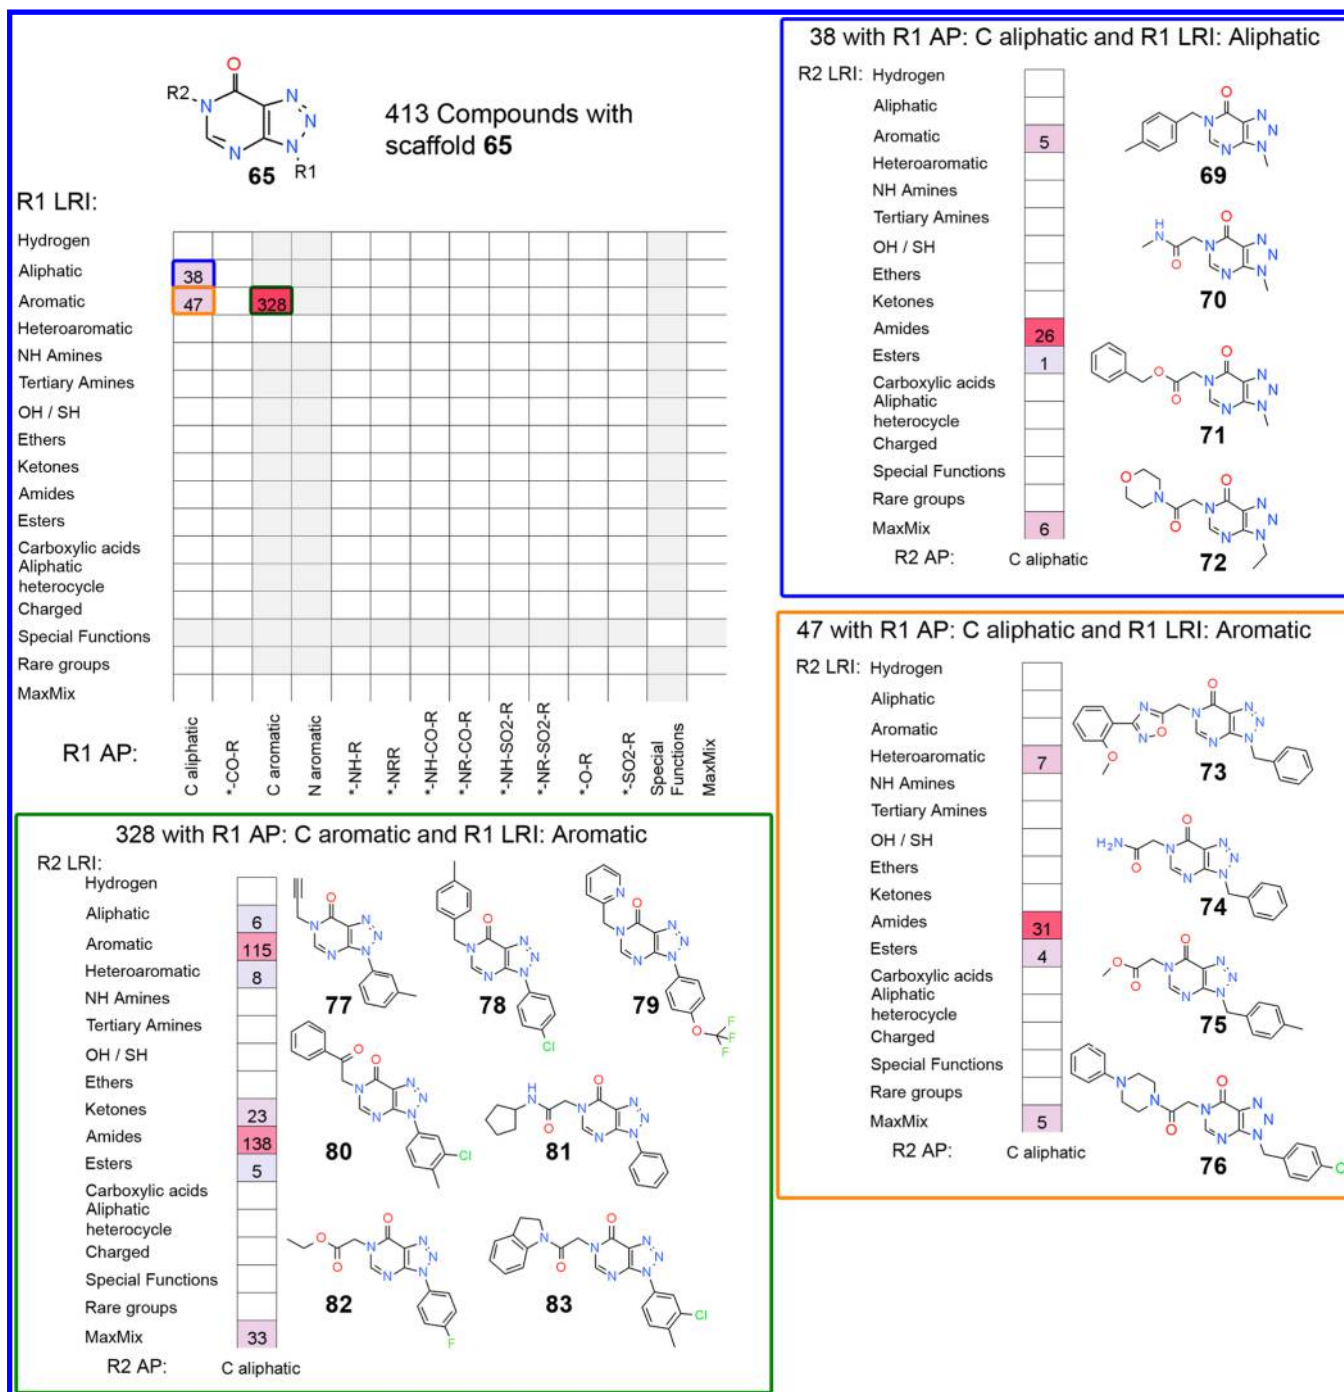 413 Compounds with
scaffold 65
O
R2
N
N
N
N
N
R1
65
R1 LRI:
Hydrogen
Aliphatic
38
Aromatic
47
328
Heteroaromatic
NH Amines
Tertiary Amines
OH / SH
Ethers
Ketones
Amides
Esters
Carboxylic acids
Aliphatic
heterocycle
Charged
Special Functions
Rare groups
MaxMix
R1 AP:
C aliphatic
*-CO-R
C aromatic
N aromatic
*-NH-R
*-NRR
*-NH-CO-R
*-NR-CO-R
*-NH-SO2-R
*-NR-SO2-R
*-O-R
*-SO2-R
Special
Functions
MaxMix
38 with R1 AP: C aliphatic and R1 LRI: Aliphatic
R2 LRI:
Hydrogen
Aliphatic
Aromatic
5
Heteroaromatic
NH Amines
Tertiary Amines
OH / SH
Ethers
Ketones
Amides
26
Esters
1
Carboxylic acids
Aliphatic
heterocycle
Charged
Special Functions
Rare groups
MaxMix
6
R2 AP:
C aliphatic
69
70
71
72
47 with R1 AP: C aliphatic and R1 LRI: Aromatic
R2 LRI:
Hydrogen
Aliphatic
Aromatic
Heteroaromatic
7
NH Amines
Tertiary Amines
OH / SH
Ethers
Ketones
Amides
31
Esters
4
Carboxylic acids
Aliphatic
heterocycle
Charged
Special Functions
Rare groups
MaxMix
5
R2 AP:
C aliphatic
73
H2N
74
75
76
328 with R1 AP: C aromatic and R1 LRI: Aromatic
R2 LRI:
Hydrogen
Aliphatic
6
Aromatic
115
Heteroaromatic
8
NH Amines
Tertiary Amines
OH / SH
Ethers
Ketones
23
Amides
138
Esters
5
Carboxylic acids
Aliphatic
heterocycle
Charged
Special Functions
Rare groups
MaxMix
33
R2 AP:
C aliphatic
77
78
Cl
79
F
F
F
80
Cl
81
82
F
83
Cl